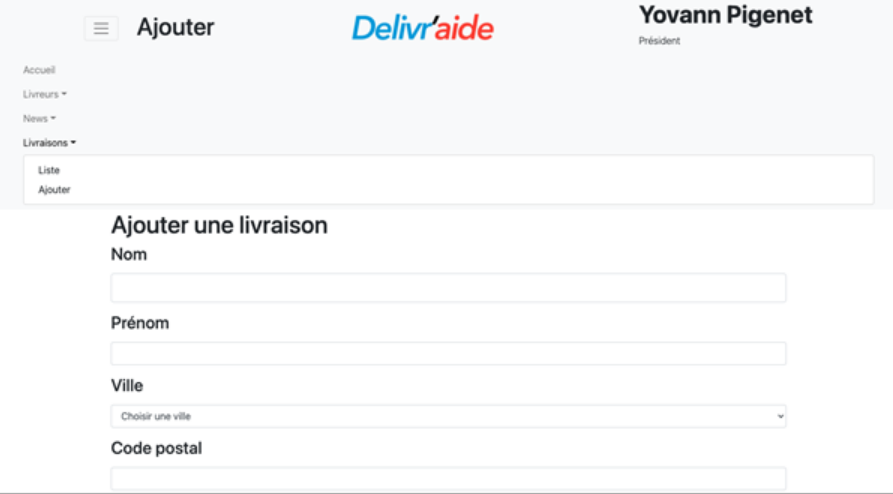 Ajouter
Delivr'aide
Yovann Pigenet
Président
Accueil
Livreurs
News
Livraisons
Liste
Ajouter
Ajouter une livraison
Nom
Prénom
Ville
Choisir une ville
Code postal